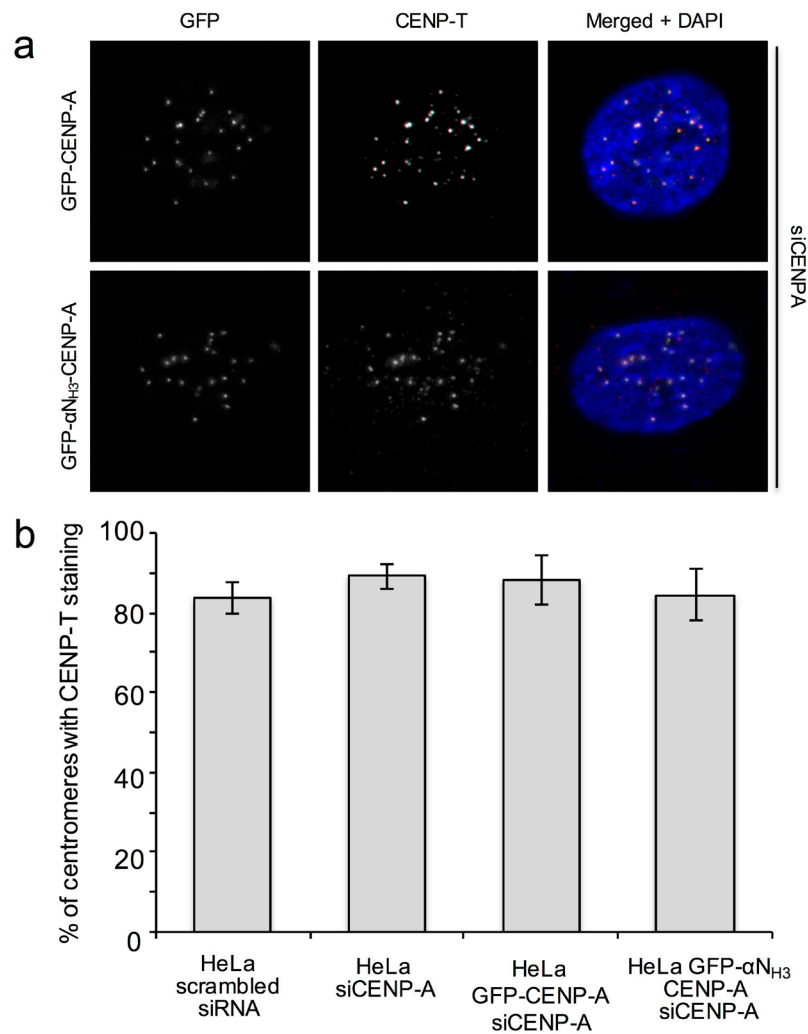 GFP
CENP-T
Merged + DAPI
a
GFP-CENP-A
GFP-αNH3-CENP-A
siCENPA
b
% of centromeres with CENP-T staining
100
80
60
40
20
0
HeLa
scrambled
siRNA
HeLa
siCENP-A
HeLa
GFP-CENP-A
siCENP-A
HeLa GFP-αNH3
CENP-A
siCENP-A